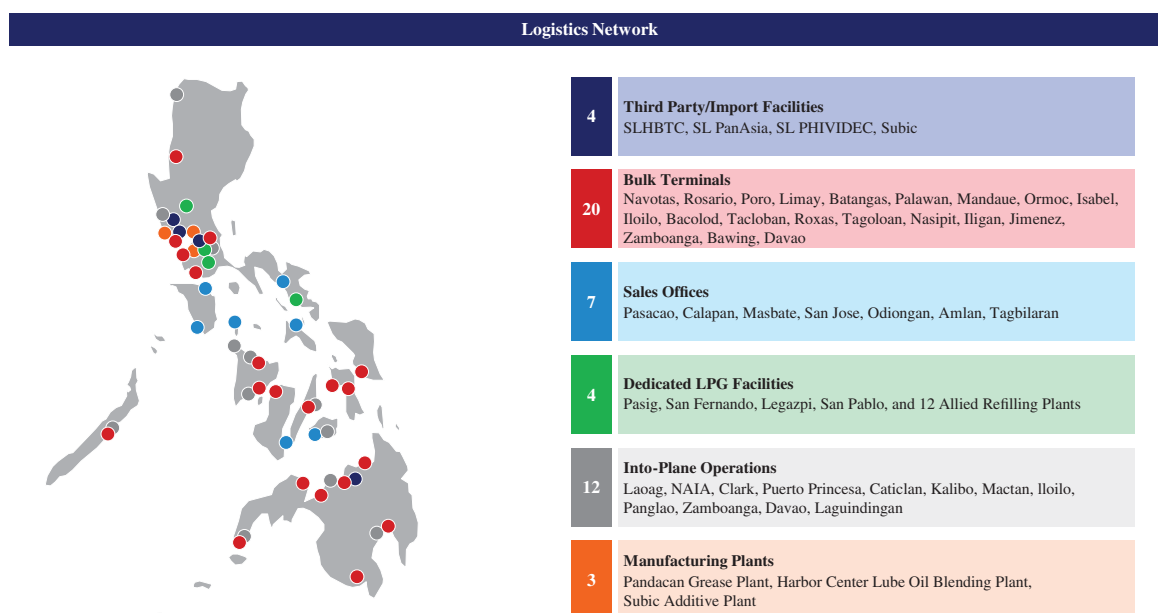 Logistics Network
4
Third Party/Import Facilities
SLHBTC, SL PanAsia, SL PHIVIDEC, Subic
20
Bulk Terminals
Navotas, Rosario, Poro, Limay, Batangas, Palawan, Mandaue, Ormoc, Isabel,
Iloilo, Bacolod, Tacloban, Roxas, Tagoloan, Nasipit, Iligan, Jimenez,
Zamboanga, Bawing, Davao
7
Sales Offices
Pasacao, Calapan, Masbate, San Jose, Odiongan, Amlan, Tagbilaran
4
Dedicated LPG Facilities
Pasig, San Fernando, Legazpi, San Pablo, and 12 Allied Refilling Plants
12
Into-Plane Operations
Laoag, NAIA, Clark, Puerto Princesa, Caticlan, Kalibo, Mactan, lloilo,
Panglao, Zamboanga, Davao, Laguindingan
3
Manufacturing Plants
Pandacan Grease Plant, Harbor Center Lube Oil Blending Plant,
Subic Additive Plant